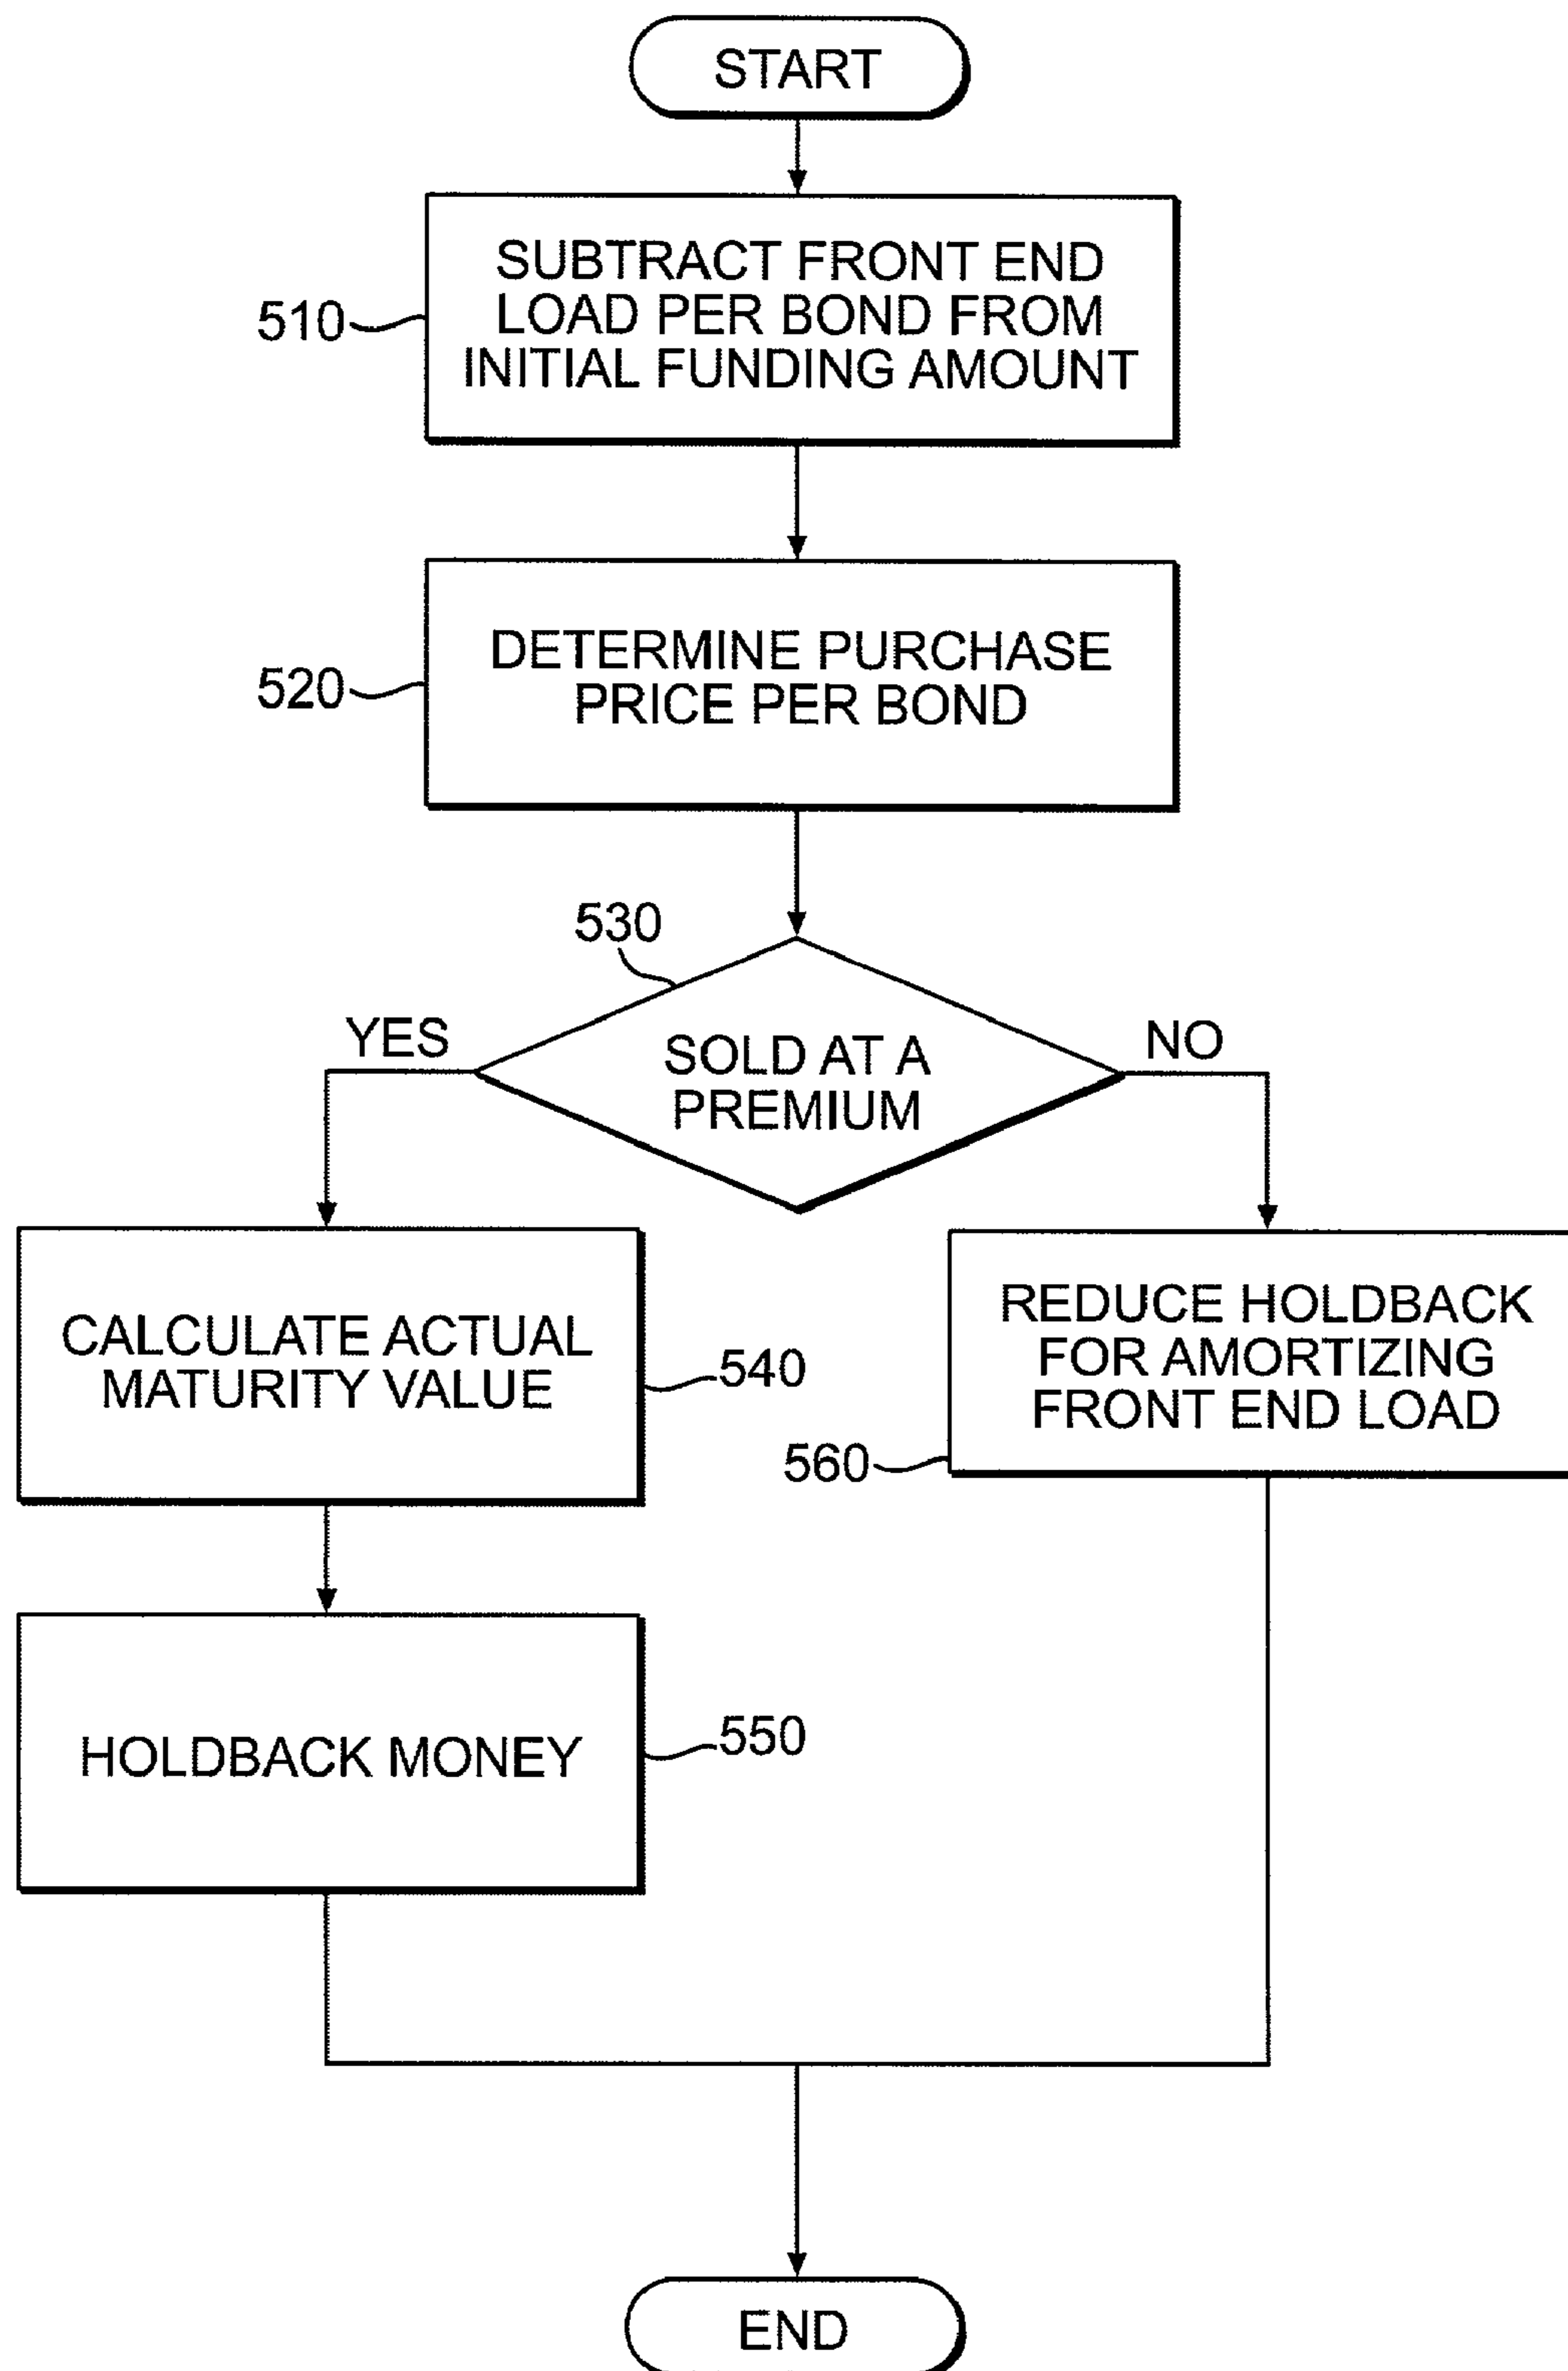 START
510
SUBTRACT FRONT END
LOAD PER BOND FROM
INITIAL FUNDING AMOUNT
520
DETERMINE PURCHASE
PRICE PER BOND
530
YES
SOLD AT A
PREMIUM
NO
CALCULATE ACTUAL
MATURITY VALUE
540
REDUCE HOLDBACK
FOR AMORTIZING
FRONT END LOAD
560
HOLDBACK MONEY
550
END